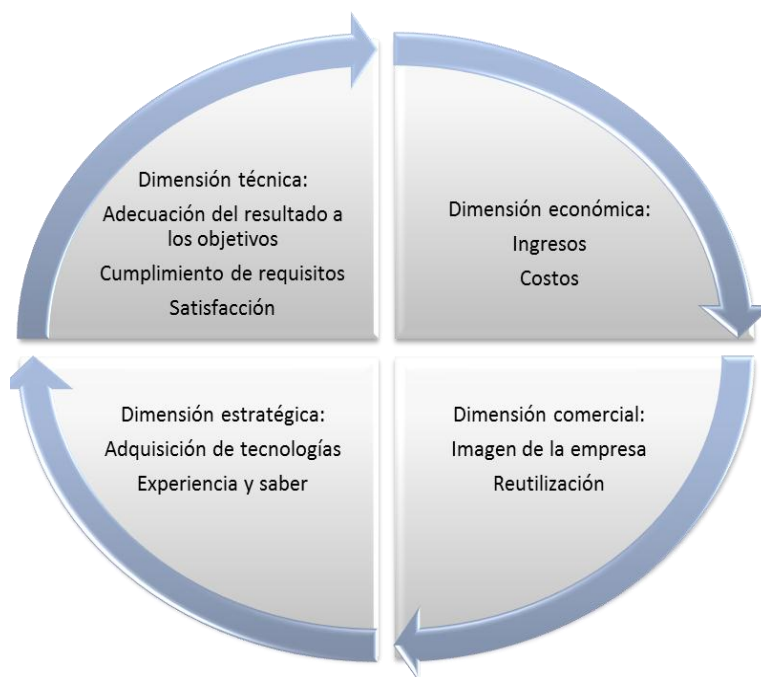 Dimensión técnica:
Adecuación del resultado a
los objetivos
Cumplimiento de requisitos
Satisfacción
Dimensión económica:
Ingresos
Costos
Dimensión estratégica:
Adquisición de tecnologías
Experiencia y saber
Dimensión comercial:
Imagen de la empresa
Reutilización